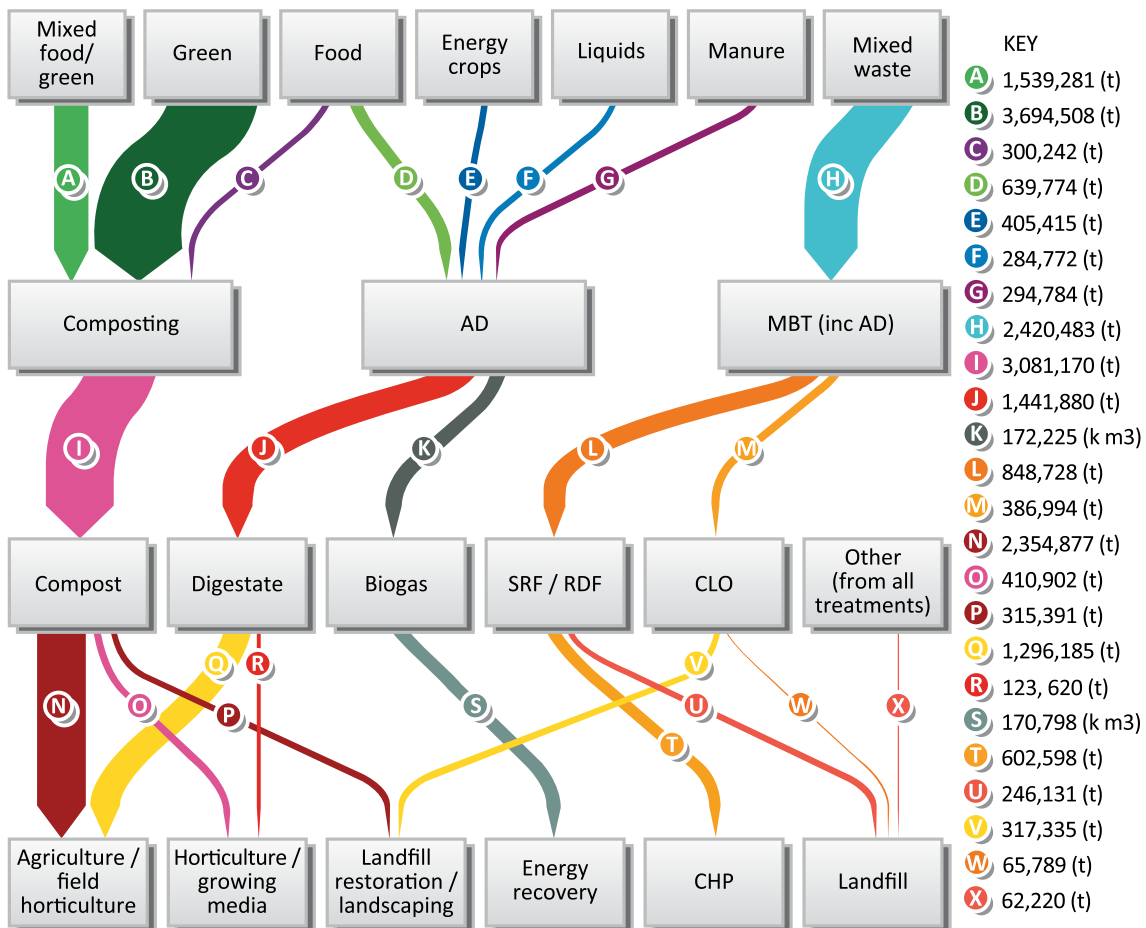 Mixed
food/
green
Green
Food
Energy
crops
Liquids
Manure
Mixed
waste
A
B
C
D
E
F
G
H
Composting
AD
MBT (inc AD)
I
J
K
L
M
Compost
Digestate
Biogas
SRF / RDF
CLO
Other
(from all
treatments)
N
O
P
Q
R
S
T
U
V
W
X
Agriculture /
field
horticulture
Horticulture /
growing
media
Landfill
restoration /
landscaping
Energy
recovery
CHP
Landfill
KEY
A 1,539,281 (t)
B 3,694,508 (t)
C 300,242 (t)
D 639,774 (t)
E 405,415 (t)
F 284,772 (t)
G 294,784 (t)
H 2,420,483 (t)
I 3,081,170 (t)
J 1,441,880 (t)
K 172,225 (k m3)
L 848,728 (t)
M 386,994 (t)
N 2,354,877 (t)
O 410,902 (t)
P 315,391 (t)
Q 1,296,185 (t)
R 123, 620 (t)
S 170,798 (k m3)
T 602,598 (t)
U 246,131 (t)
V 317,335 (t)
W 65,789 (t)
X 62,220 (t)